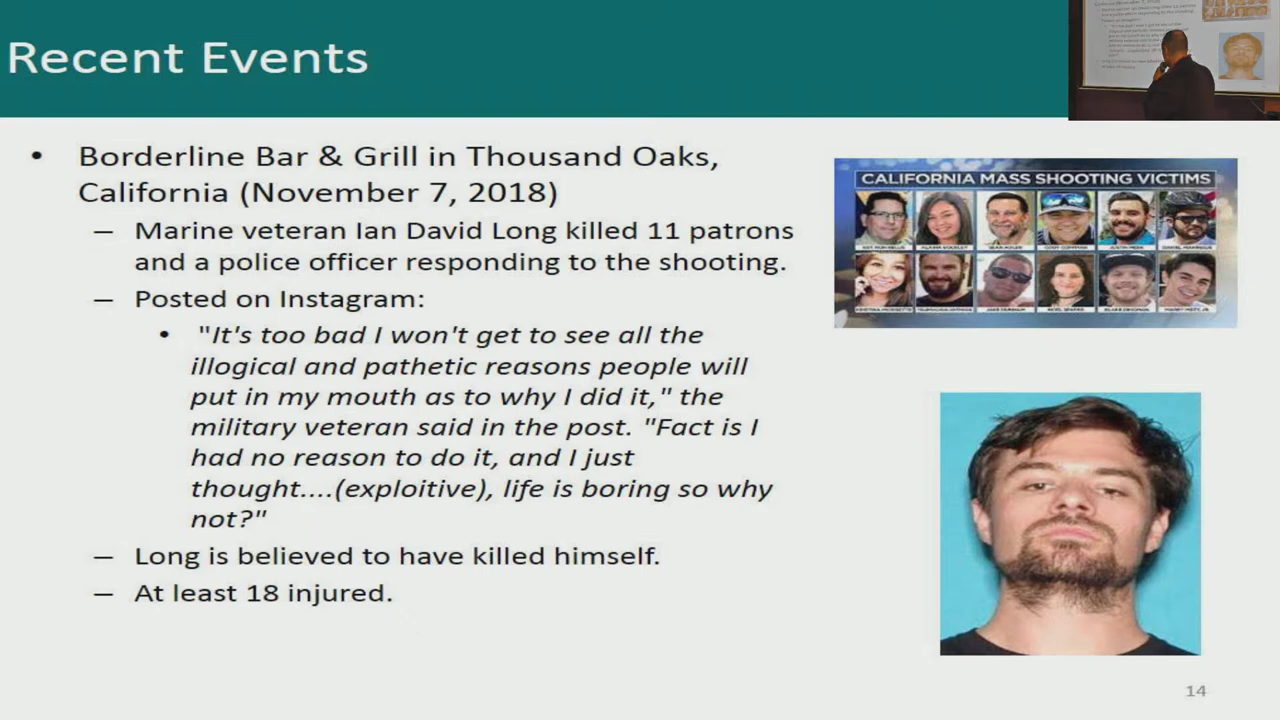 Recent Events
• Borderline Bar & Grill in Thousand Oaks,
California (November 7, 2018)
– Marine veteran Ian David Long killed 11 patrons
and a police officer responding to the shooting.
– Posted on Instagram:
• "It's too bad I won't get to see all the
illogical and pathetic reasons people will
put in my mouth as to why I did it," the
military veteran said in the post. "Fact is I
had no reason to do it, and I just
thought....(exploitive), life is boring so why
not?"
– Long is believed to have killed himself.
– At least 18 injured.
CALIFORNIA MASS SHOOTING VICTIMS
14